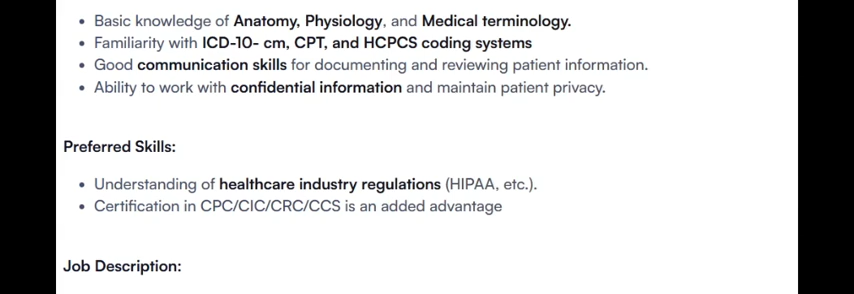 • Basic knowledge of Anatomy, Physiology, and Medical terminology.
• Familiarity with ICD-10- cm, CPT, and HCPCS coding systems
• Good communication skills for documenting and reviewing patient information.
• Ability to work with confidential information and maintain patient privacy.
Preferred Skills:
• Understanding of healthcare industry regulations (HIPAA, etc.).
• Certification in CPC/CIC/CRC/CCS is an added advantage
Job Description: